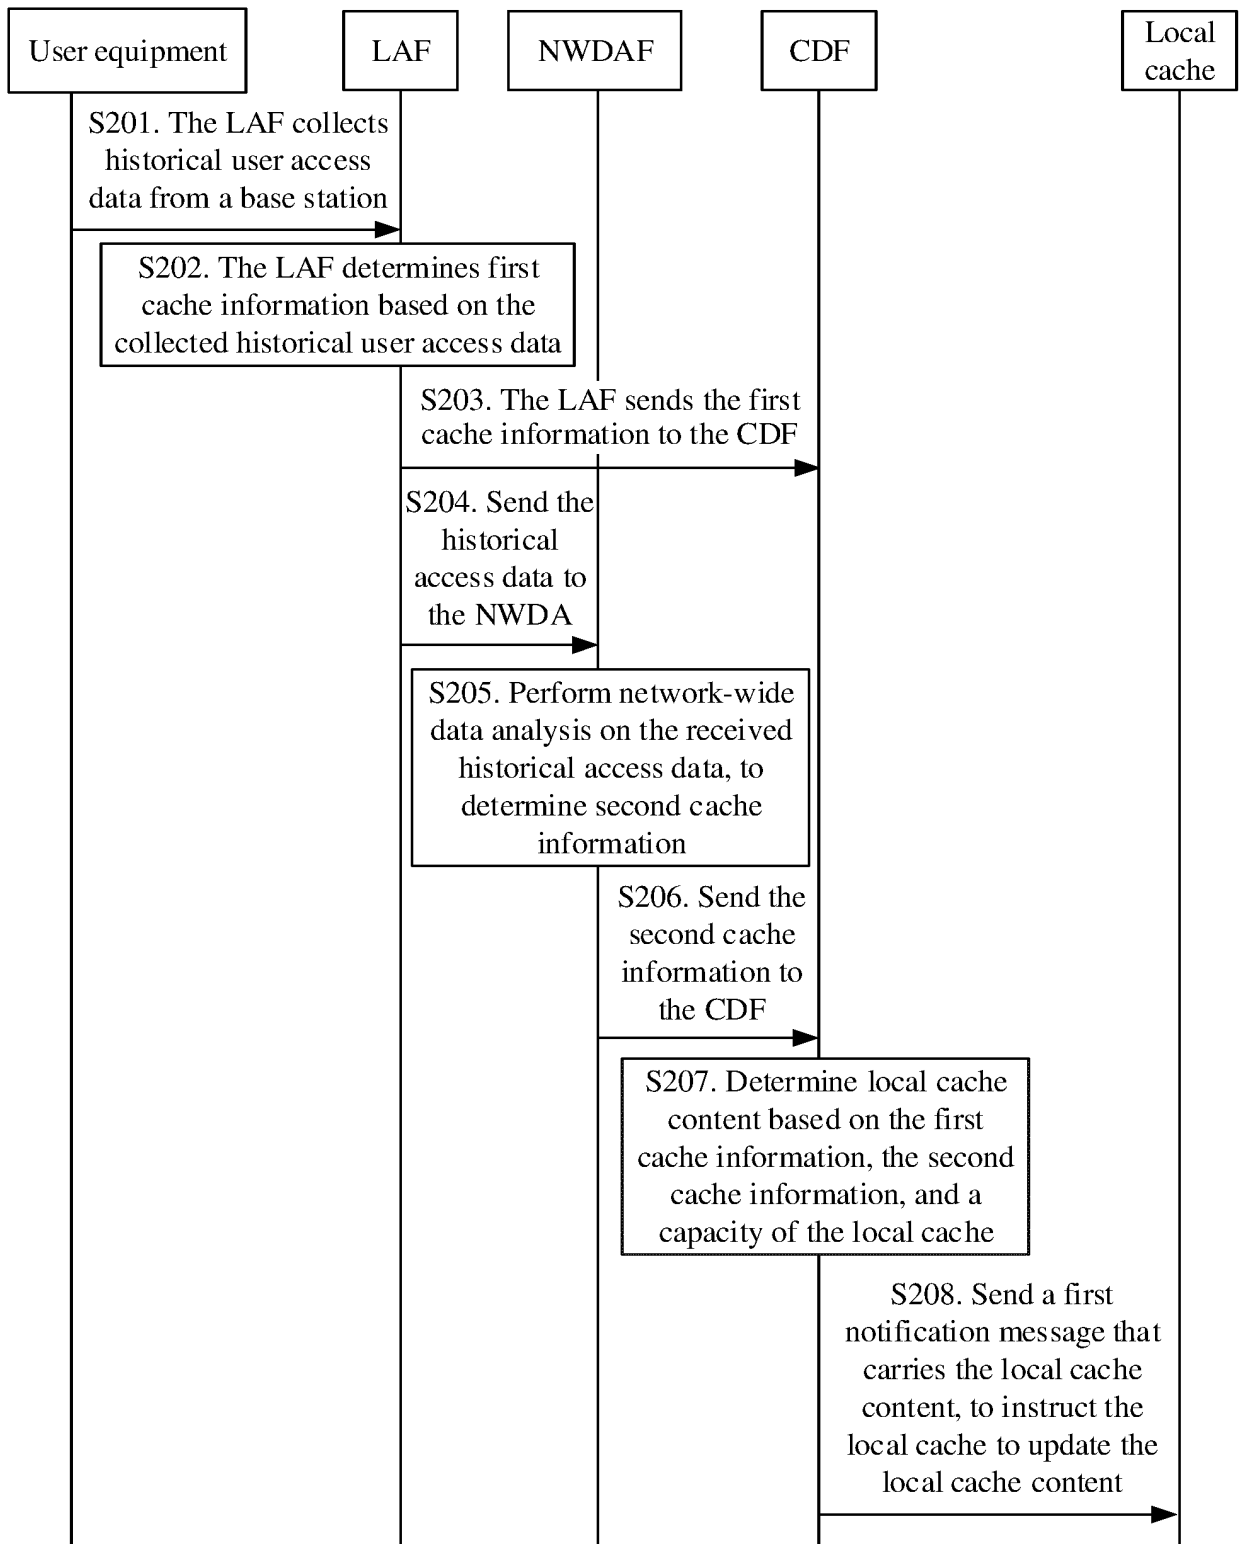 User equipment
LAF
NWDAF
CDF
Local
cache
S201. The LAF collects
historical user access
data from a base station
S202. The LAF determines first
cache information based on the
collected historical user access data
S203. The LAF sends the first
cache information to the CDF
S204. Send the
historical
access data to
the NWDA
S205. Perform network-wide
data analysis on the received
historical access data, to
determine second cache
information
S206. Send the
second cache
information to
the CDF
S207. Determine local cache
content based on the first
cache information, the second
cache information, and a
capacity of the local cache
S208. Send a first
notification message that
carries the local cache
content, to instruct the
local cache to update the
local cache content